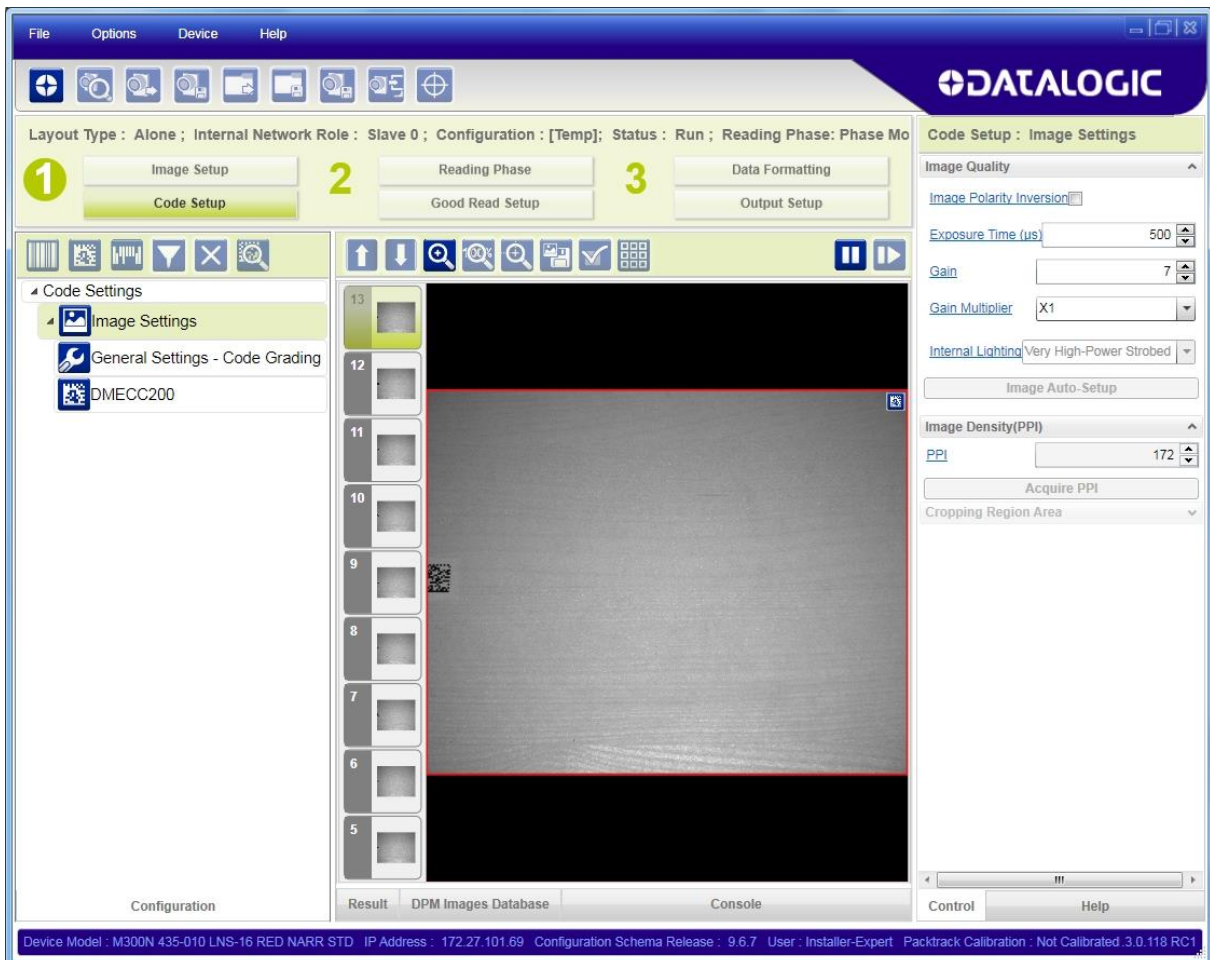 File Options Device Help
DATALOGIC
Layout Type : Alone ; Internal Network Role : Slave 0 ; Configuration : [Temp]; Status : Run ; Reading Phase: Phase Mo
1
Image Setup
Code Setup
2
Reading Phase
Good Read Setup
3
Data Formatting
Output Setup
Code Settings
Image Settings
General Settings - Code Grading
DMECC200
Configuration
100%
13
12
11
10
9
8
7
6
5
Result DPM Images Database Console
Code Setup : Image Settings
Image Quality
Image Polarity Inversion
Exposure Time (µs) 500
Gain 7
Gain Multiplier X1
Internal Lighting Very High-Power Strobed
Image Auto-Setup
Image Density(PPI)
PPI 172
Acquire PPI
Cropping Region Area
Control Help
Device Model : M300N 435-010 LNS-16 RED NARR STD IP Address : 172.27.101.69 Configuration Schema Release : 9.6.7 User : Installer-Expert Packtrack Calibration : Not Calibrated .3.0.118 RC1